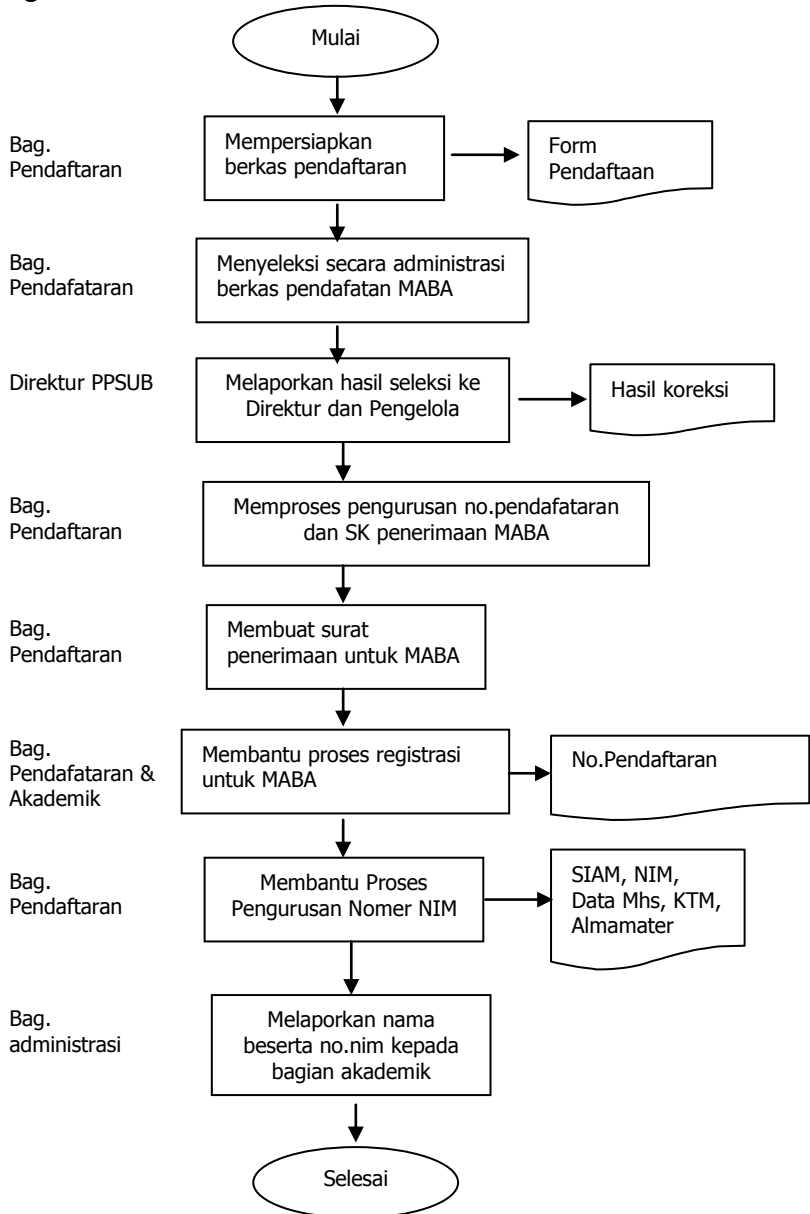 Mulai
Bag.
Pendaftaran
Mempersiapkan
berkas pendaftaran
Form
Pendaftaan
Bag.
Pendafataran
Menyeleksi secara administrasi
berkas pendafatan MABA
Direktur PPSUB
Melaporkan hasil seleksi ke
Direktur dan Pengelola
Hasil koreksi
Bag.
Pendaftaran
Memproses pengurusan no.pendafataran
dan SK penerimaan MABA
Bag.
Pendaftaran
Membuat surat
penerimaan untuk MABA
Bag.
Pendafataran &
Akademik
Membantu proses registrasi
untuk MABA
No.Pendaftaran
Bag.
Pendaftaran
Membantu Proses
Pengurusan Nomer NIM
SIAM, NIM,
Data Mhs, KTM,
Almamater
Bag.
administrasi
Melaporkan nama
beserta no.nim kepada
bagian akademik
Selesai